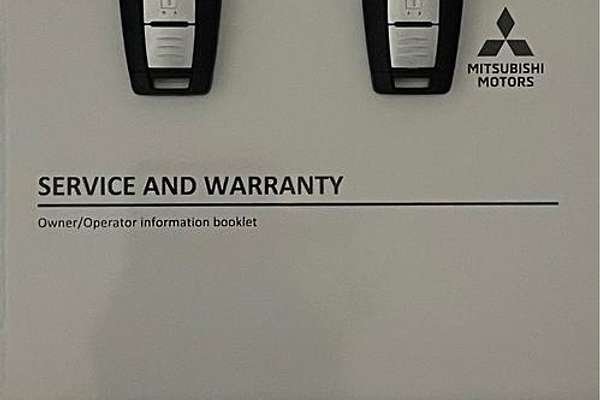 MITSUBISHI
MOTORS
SERVICE AND WARRANTY
Owner/Operator information booklet